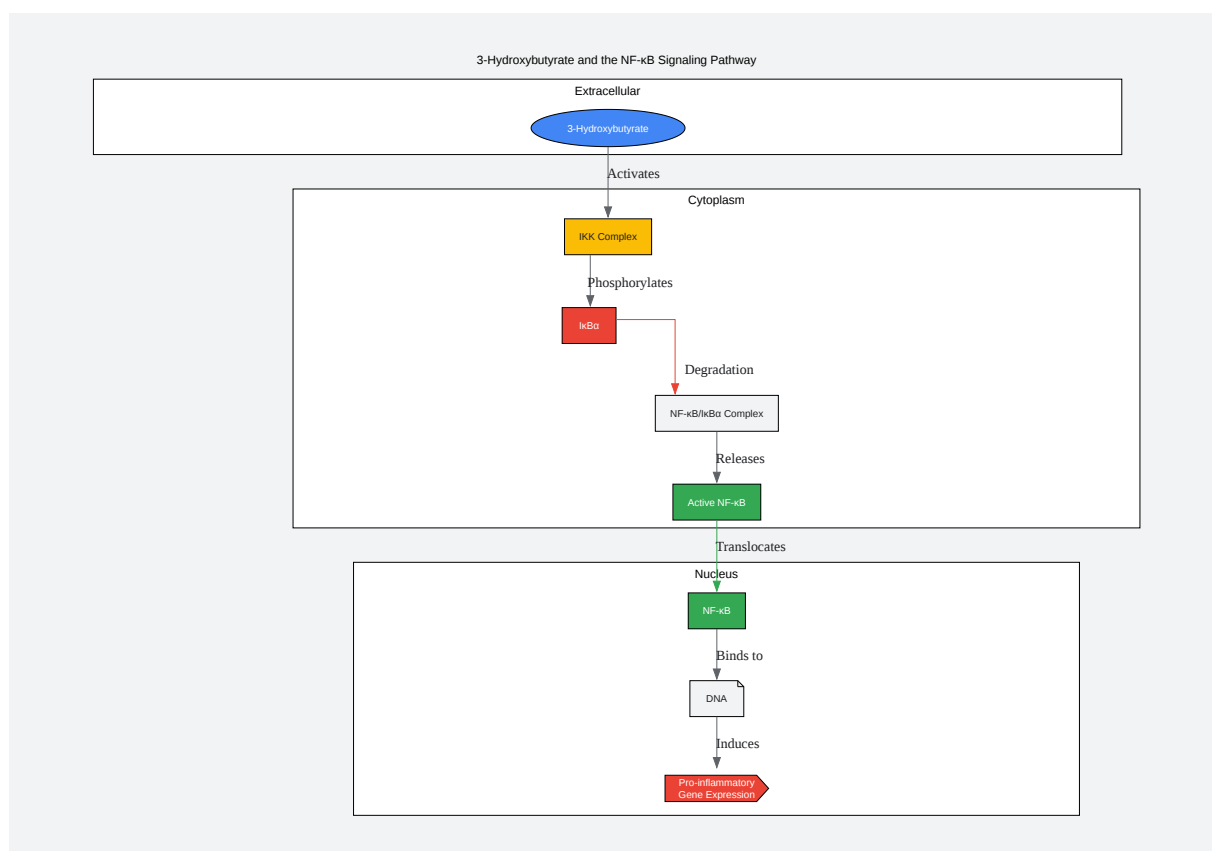 3-Hydroxybutyrate and the NF-κB Signaling Pathway
Extracellular
3-Hydroxybutyrate
Activates
Cytoplasm
IKK Complex
Phosphorylates
IκBα
Degradation
NF-κB/IκBα Complex
Releases
Active NF-κB
Translocates
Nucleus
NF-κB
Binds to
DNA
Induces
Pro-inflammatory
Gene Expression